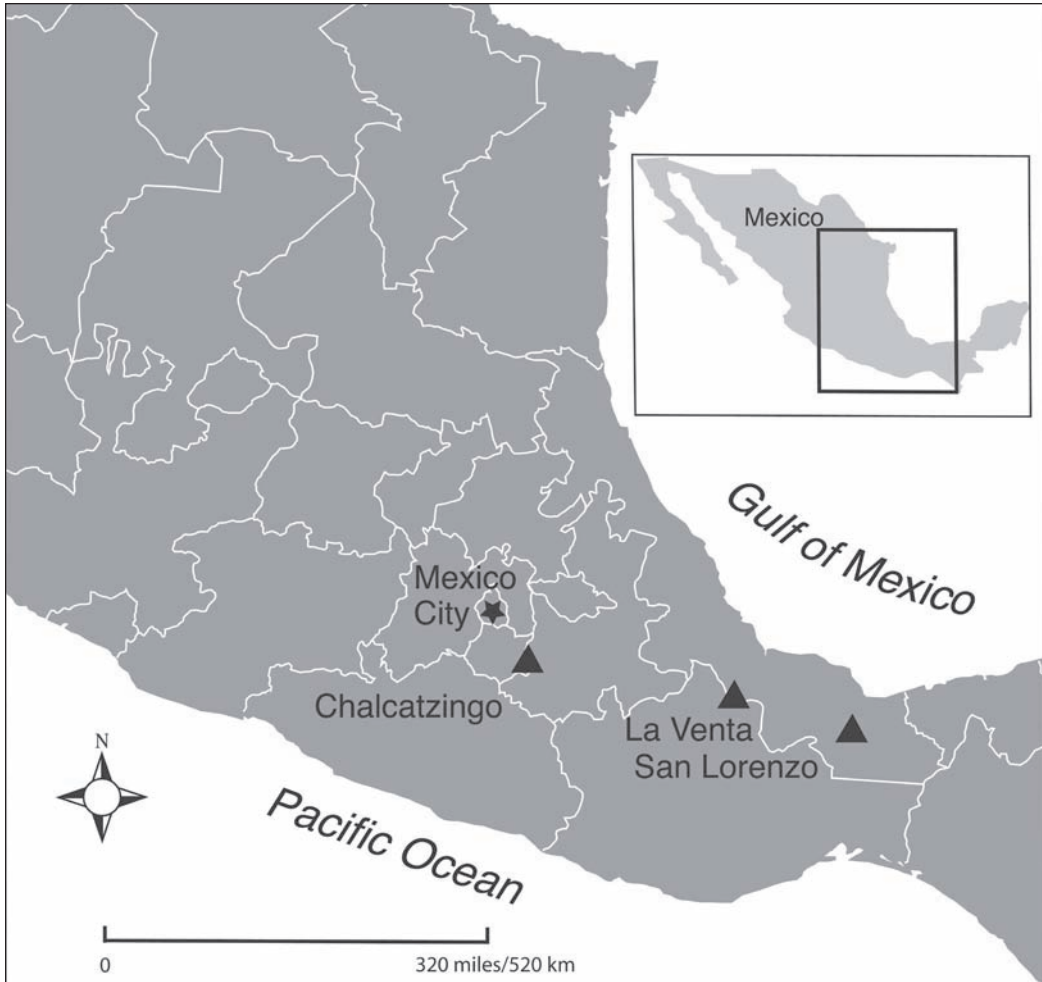 Mexico
Gulf of Mexico
Mexico
City
Chalcatzingo
La Venta
San Lorenzo
N
Pacific Ocean
0
320 miles/520 km